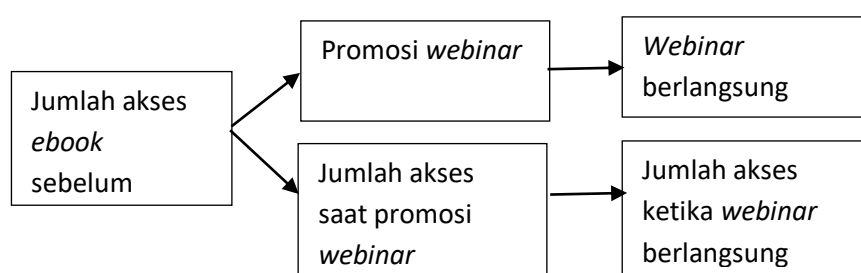 Jumlah akses
ebook
sebelum
Promosi webinar
Webinar
berlangsung
Jumlah akses
saat promosi
webinar
Jumlah akses
ketika webinar
berlangsung